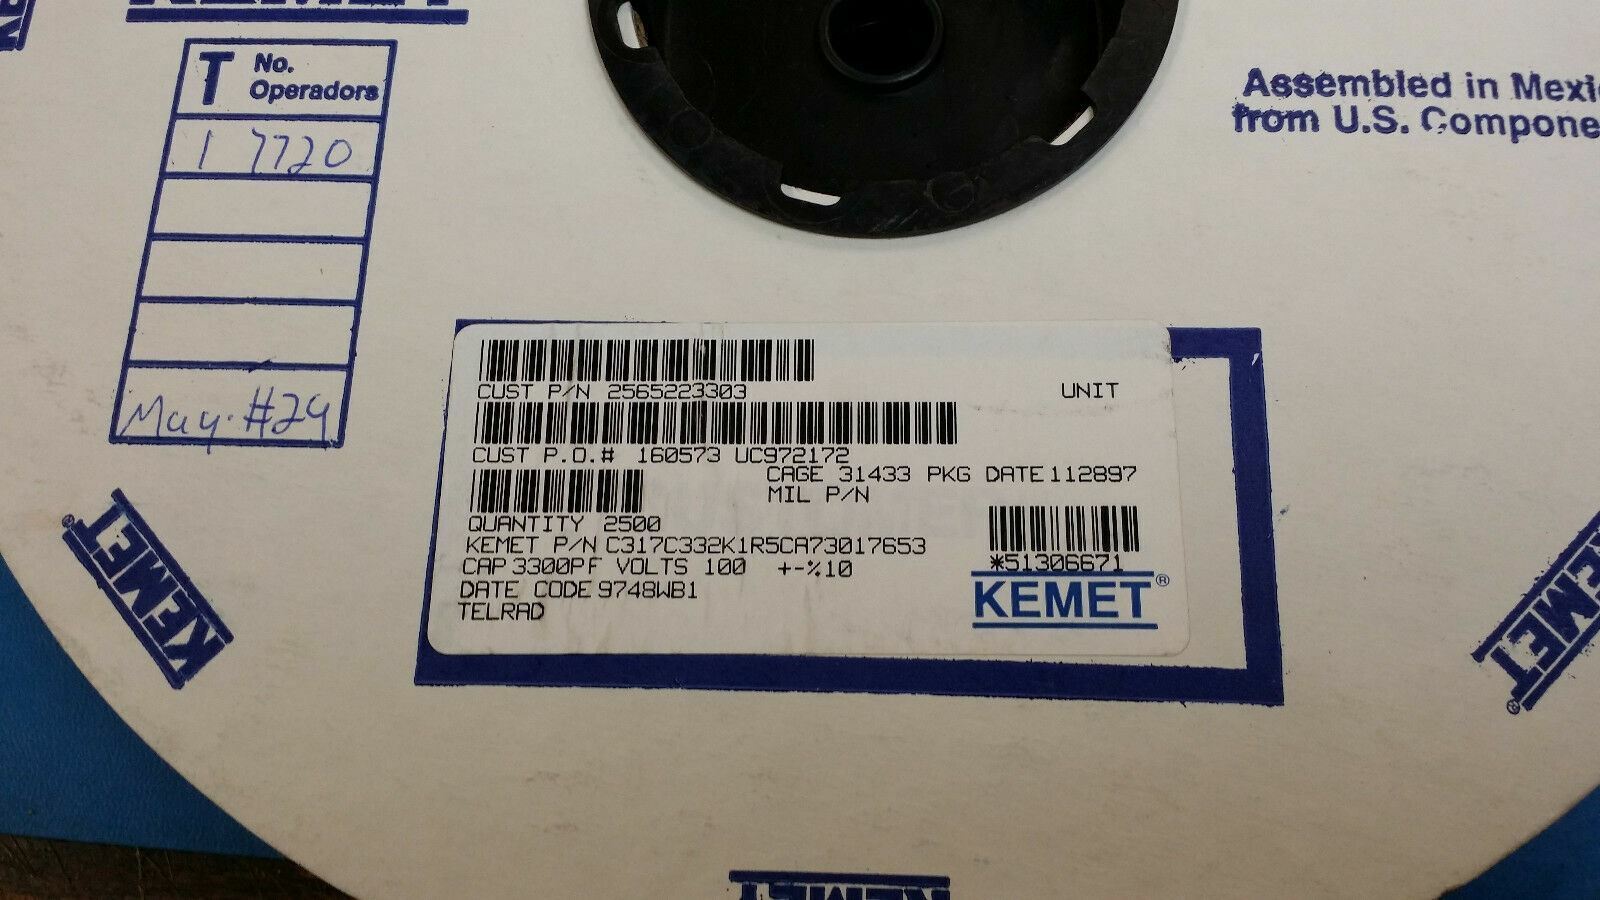 KEMET
T No. Operadors
1 7720
May. #24
Assembled in
from U.S.
CUST P/N 2565223303
UNIT
CUST P.O.# 160573 UC972172
CAGE 31433 PKG DATE 112897
MIL P/N
QUANTITY 2500
KEMET P/N C317C332K1R5CA73017653
*51306671
CAP 3300PF VOLTS 100 +-%10
DATE CODE 9748WB1
TELRAD
KEMET®
KEMET®
KEMET®
KEMET